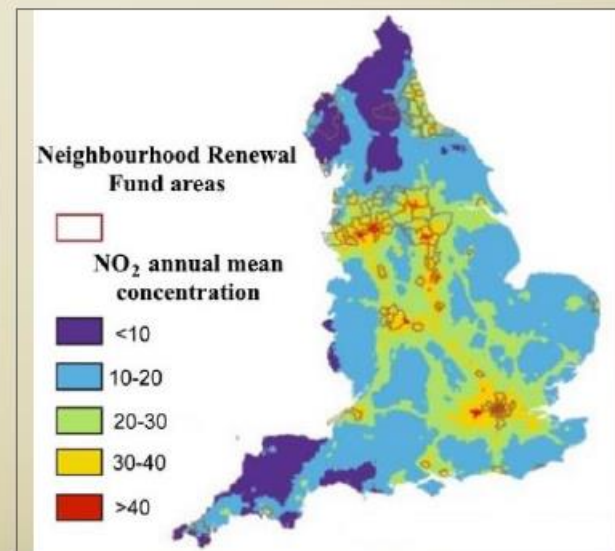 Neighbourhood Renewal
Fund areas
NO₂ annual mean
concentration
<10
10-20
20-30
30-40
>40